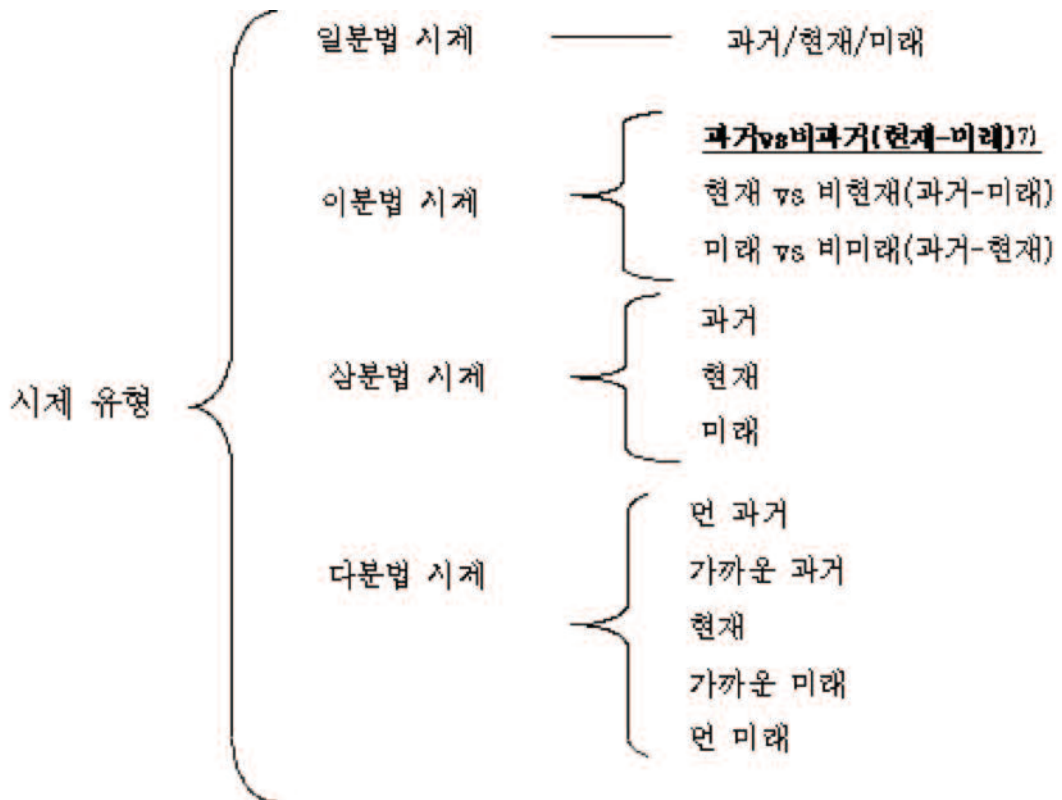 일분법 시제 과거/현재/미래
과거vs비과거(현재-미래)7)
이분법 시제
현재 vs 비현재(과거-미래)
미래 vs 비미래(과거-현재)
과거
삼분법 시제
현재
시제 유형
미래
먼 과거
가까운 과거
다분법 시제
현재
가까운 미래
먼 미래